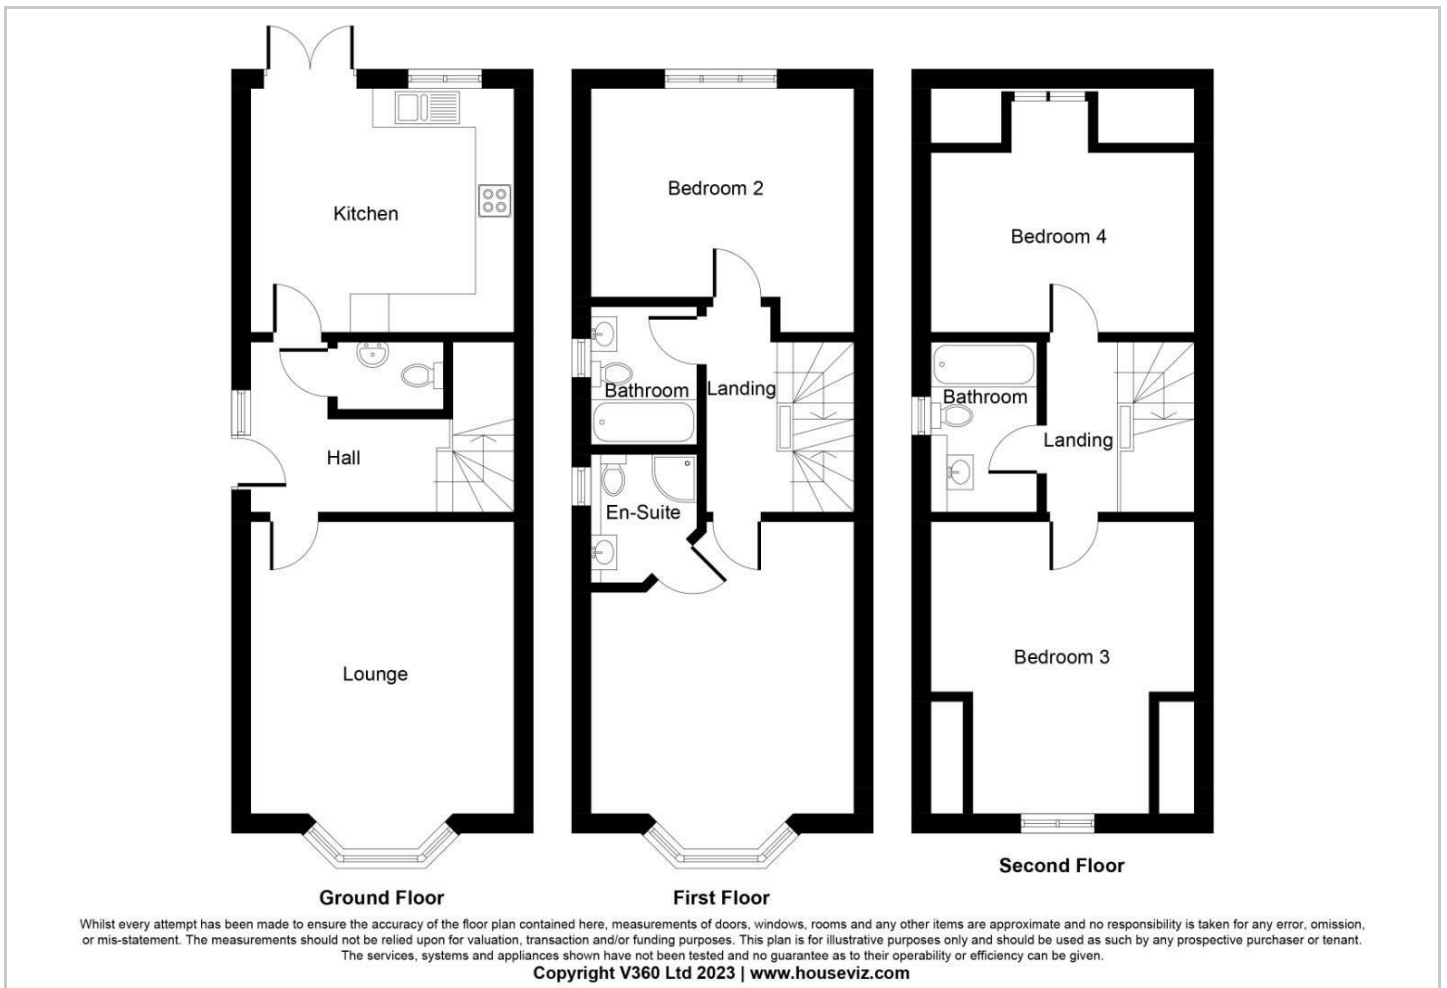 Kitchen
Hall
Lounge
Ground Floor
Bedroom 2
Bathroom
Landing
En-Suite
First Floor
Bedroom 4
Bathroom
Landing
Bedroom 3
Second Floor
Whilst every attempt has been made to ensure the accuracy of the floor plan contained here, measurements of doors, windows, rooms and any other items are approximate and no responsibility is taken for any error, omission,
or mis-statement. The measurements should not be relied upon for valuation, transaction and/or funding purposes. This plan is for illustrative purposes only and should be used as such by any prospective purchaser or tenant.
The services, systems and appliances shown have not been tested and no guarantee as to their operability or efficiency can be given.
Copyright V360 Ltd 2023 | www.houseviz.com